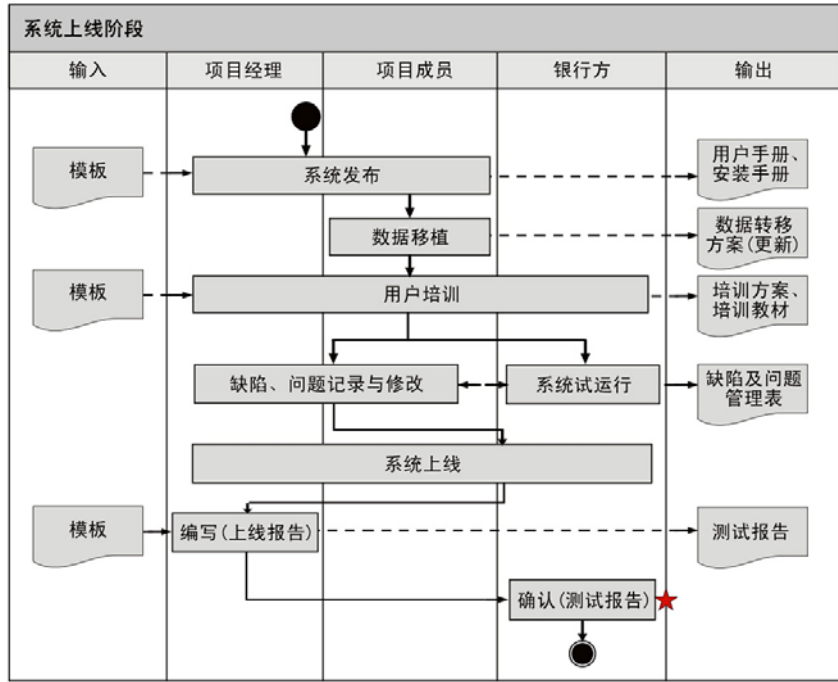 系统上线阶段
输入
项目经理
项目成员
银行方
输出
模板
系统发布
用户手册、
安装手册
数据移植
数据转移
方案(更新)
模板
用户培训
培训方案、
培训教材
缺陷、问题记录与修改
系统试运行
缺陷及问题
管理表
系统上线
模板
编写(上线报告)
测试报告
确认(测试报告)